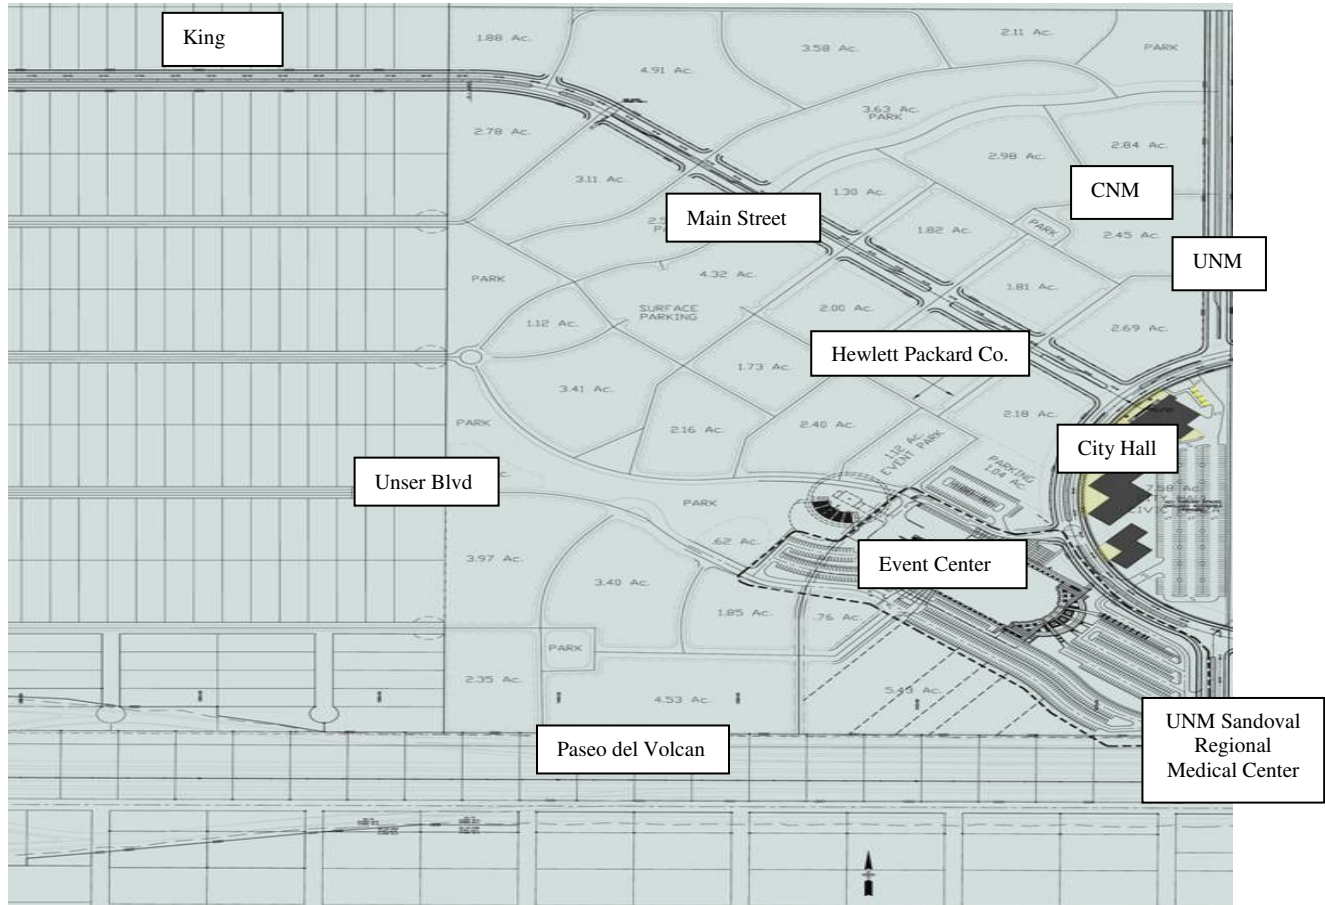 King
1.88 Ac.
2.11 Ac.
3.58 Ac.
PARK
4.91 Ac.
3.63 Ac.
PARK
2.78 Ac.
2.84 Ac.
2.98 Ac.
3.11 Ac.
CNM
1.30 Ac.
Main Street
1.82 Ac.
PARK
2.45 Ac.
UNM
4.32 Ac.
PARK
SURFACE
PARKING
2.00 Ac.
1.81 Ac.
1.12 Ac.
2.69 Ac.
Hewlett Packard Co.
1.73 Ac.
3.41 Ac.
2.18 Ac.
PARK
2.16 Ac.
2.40 Ac.
1.12 Ac.
EVENT PARK
City Hall
PARKING
1.04 Ac.
Unser Blvd
7.58 Ac.
PARK
.62 Ac.
3.97 Ac.
Event Center
3.40 Ac.
1.85 Ac.
.76 Ac.
PARK
2.35 Ac.
4.53 Ac.
5.43 Ac.
UNM Sandoval
Regional
Medical Center
Paseo del Volcan